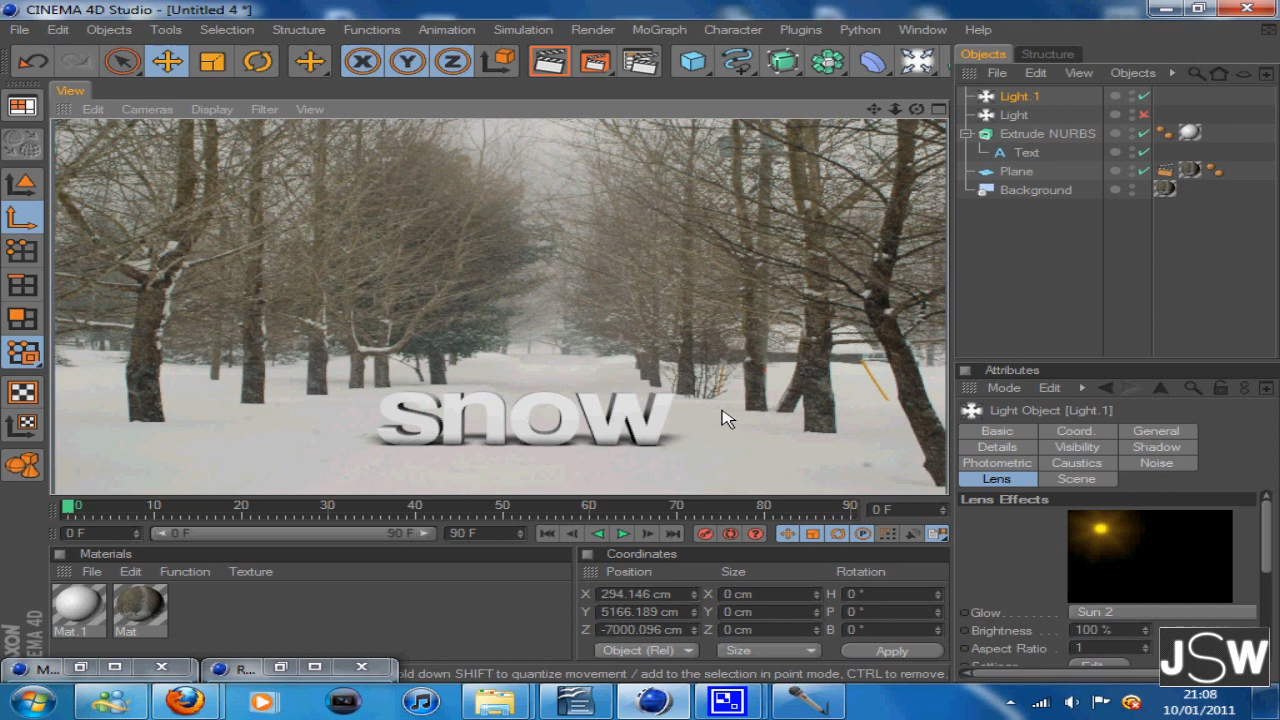 CINEMA 4D Studio - [Untitled 4 *]
File Edit Objects Tools Selection Structure Functions Animation Simulation Render MoGraph Character Plugins Python Window Help
X Y Z
Objects Structure
File Edit View Objects
View
Edit Cameras Display Filter View
Light.1
Light
Extrude NURBS
A Text
Plane
Background
snow
Attributes
Mode Edit
Light Object [Light.1]
Basic Coord. General
Details Visibility Shadow
Photometric Caustics Noise
Lens Scene
Lens Effects
Glow Sun 2
Brightness 100 %
Aspect Ratio 1
0 10 20 30 40 50 60 70 80 90 0 F
0 F 0 F 90 F 90 F
Materials
File Edit Function Texture
Mat.1 Mat
Coordinates
Position Size Rotation
X 294.146 cm X 0 cm H 0 °
Y 5166.189 cm Y 0 cm P 0 °
Z -7000.096 cm Z 0 cm B 0 °
Object (Rel) Size Apply
CINEMA 4D
M... R... old down SHIFT to quantize movement / add to the selection in point mode, CTRL to remove.
JSW
21:08
10/01/2011